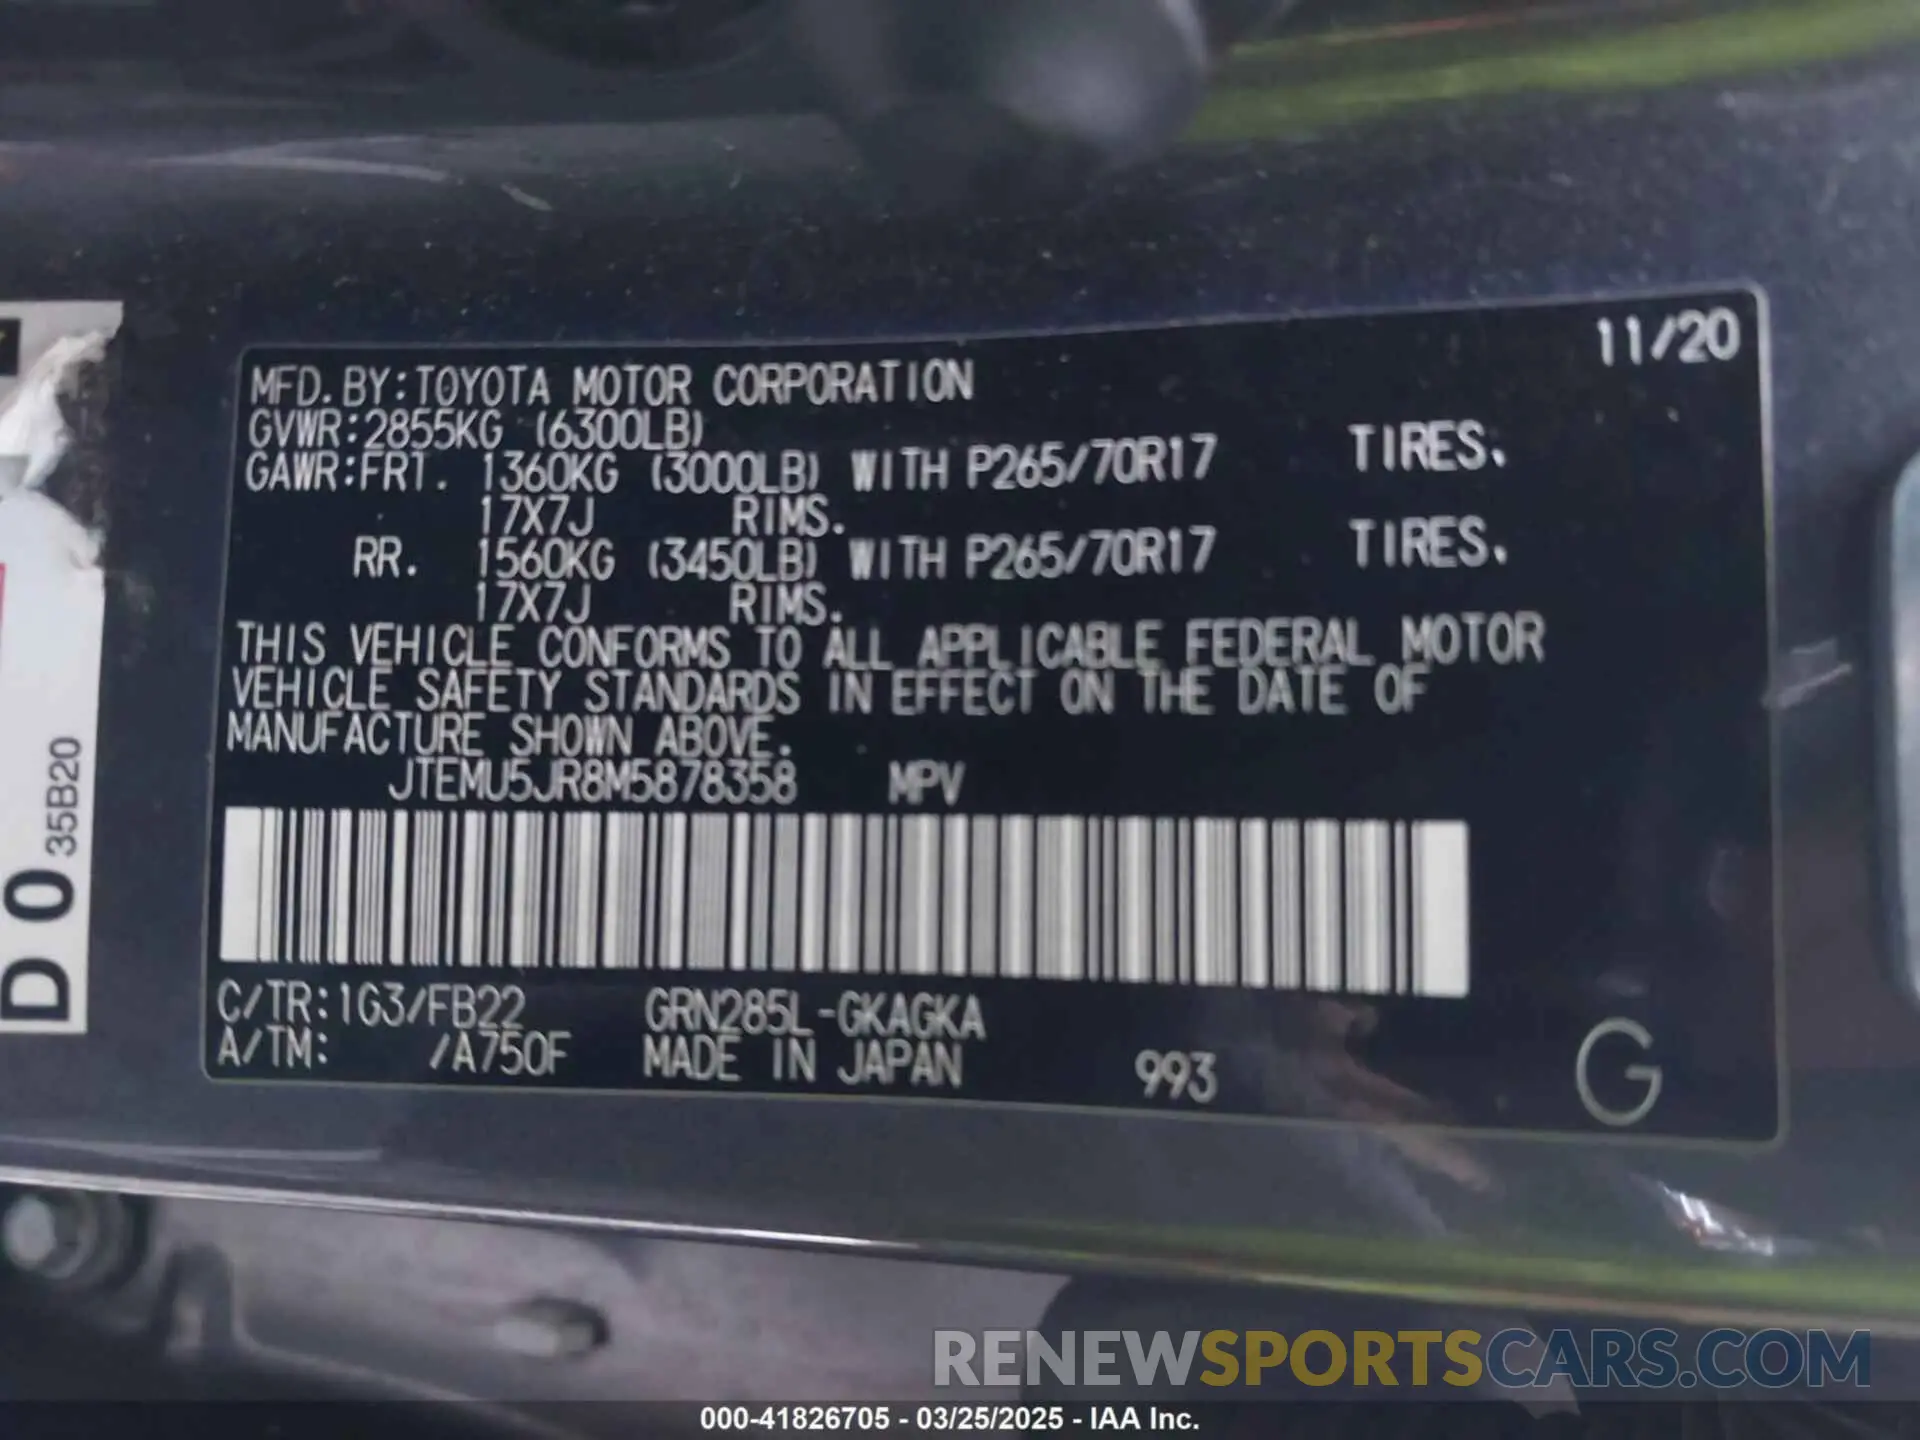 11/20
MFD.BY:TOYOTA MOTOR CORPORATION
GVWR:2855KG (6300LB)
GAWR:FRT. 1360KG (3000LB) WITH P265/70R17 TIRES.
17X7J RIMS.
RR. 1560KG (3450LB) WITH P265/70R17 TIRES.
17X7J RIMS.
THIS VEHICLE CONFORMS TO ALL APPLICABLE FEDERAL MOTOR
VEHICLE SAFETY STANDARDS IN EFFECT ON THE DATE OF
MANUFACTURE SHOWN ABOVE.
JTEMU5JR8M5878358 MPV
C/TR:1G3/FB22 GRN285L-GKAGKA
A/TM: /A750F MADE IN JAPAN 993 G
D 0 35B20
RENEWSPORTSCARS.COM
000-41826705 - 03/25/2025 - IAA Inc.